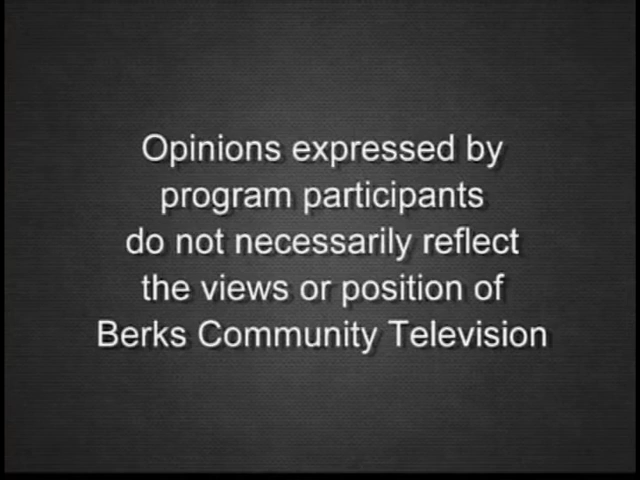 Opinions expressed by
program participants
do not necessarily reflect
the views or position of
Berks Community Television